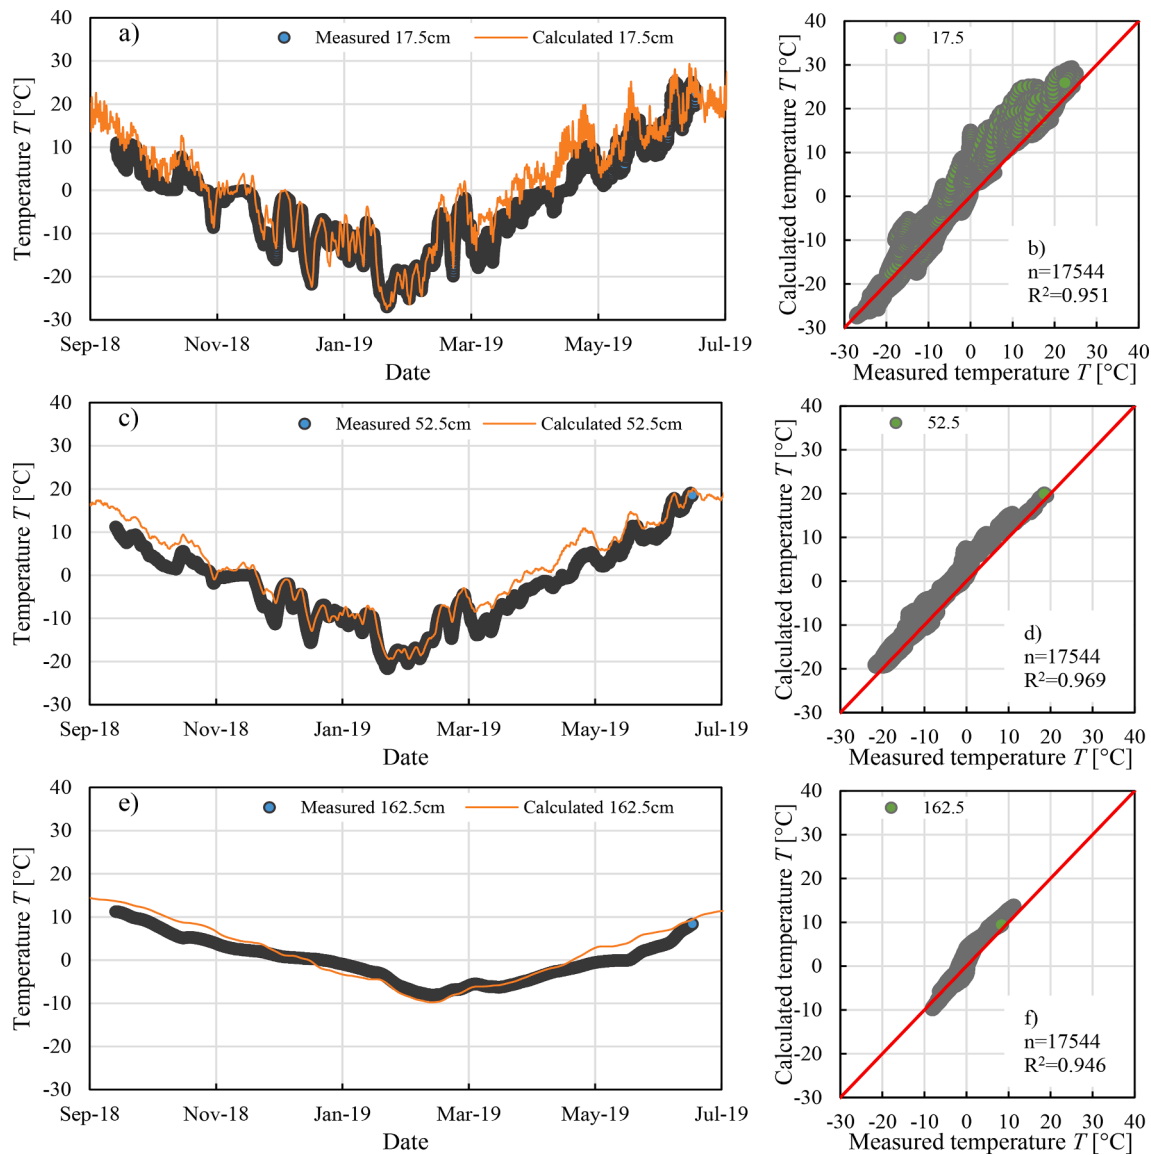 a)
Measured 17.5cm
Calculated 17.5cm
Temperature T [°C]
40
30
20
10
0
-10
-20
-30
Sep-18 Nov-18 Jan-19 Mar-19 May-19 Jul-19
Date
17.5
Calculated temperature T [°C]
40
30
20
10
0
-10
-20
-30
b)
n=17544
R²=0.951
-30 -20 -10 0 10 20 30 40
Measured temperature T [°C]
c)
Measured 52.5cm
Calculated 52.5cm
Temperature T [°C]
40
30
20
10
0
-10
-20
-30
Sep-18 Nov-18 Jan-19 Mar-19 May-19 Jul-19
Date
52.5
Calculated temperature T [°C]
40
30
20
10
0
-10
-20
-30
d)
n=17544
R²=0.969
-30 -20 -10 0 10 20 30 40
Measured temperature T [°C]
e)
Measured 162.5cm
Calculated 162.5cm
Temperature T [°C]
40
30
20
10
0
-10
-20
-30
Sep-18 Nov-18 Jan-19 Mar-19 May-19 Jul-19
Date
162.5
Calculated temperature T [°C]
40
30
20
10
0
-10
-20
-30
f)
n=17544
R²=0.946
-30 -20 -10 0 10 20 30 40
Measured temperature T [°C]